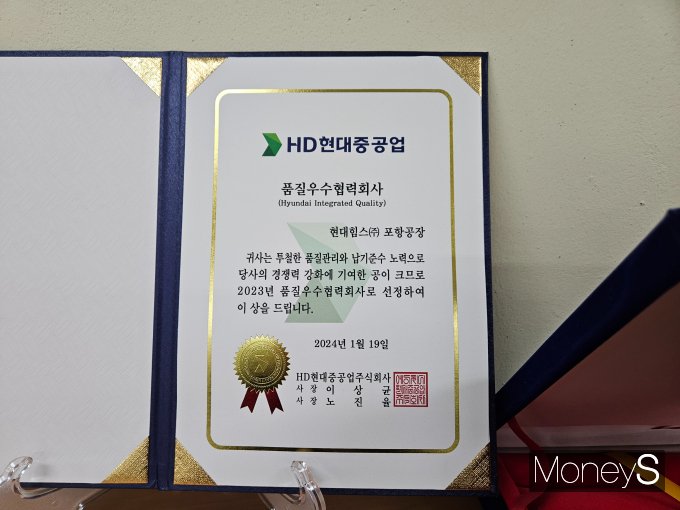 HD현대중공업
품질우수협력회사
(Hyundai Integrated Quality)
현대힘스㈜ 포항공장
귀사는 투철한 품질관리와 납기준수 노력으로
당사의 경쟁력 강화에 기여한 공이 크므로
2023년 품질우수협력회사로 선정하여
이 상을 드립니다.
2024년 1월 19일
HD현대중공업주식회사
사 장 이 상 균
사 장 노 진 율
MoneyS